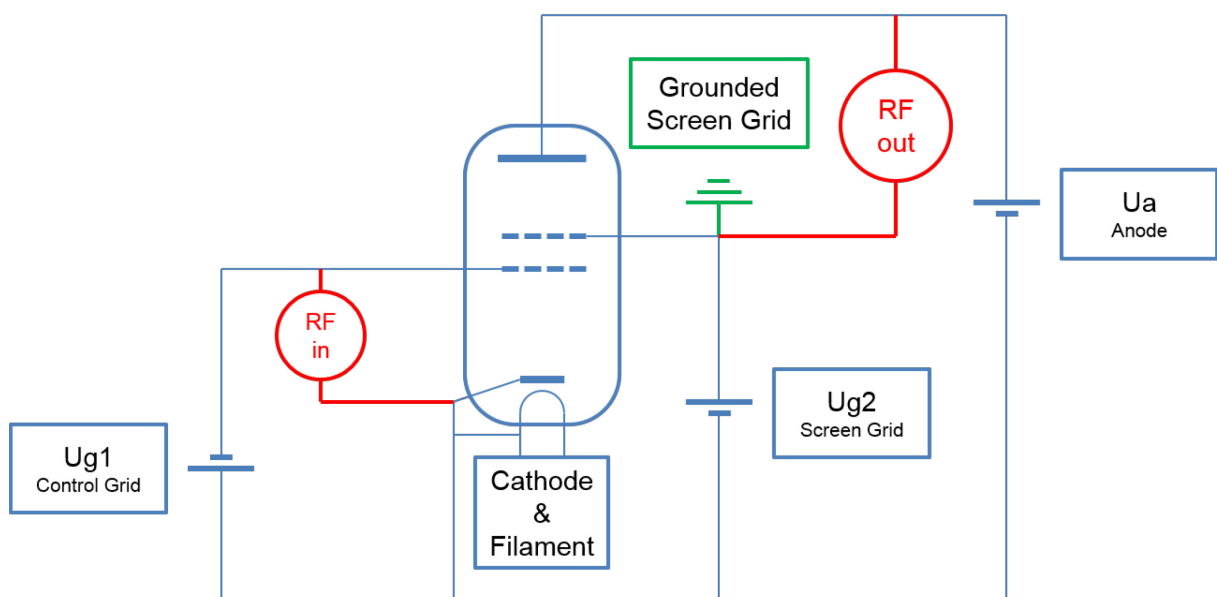 Grounded
Screen Grid
RF
out
Ua
Anode
RF
in
Ug2
Screen Grid
Ug1
Control Grid
Cathode
&
Filament